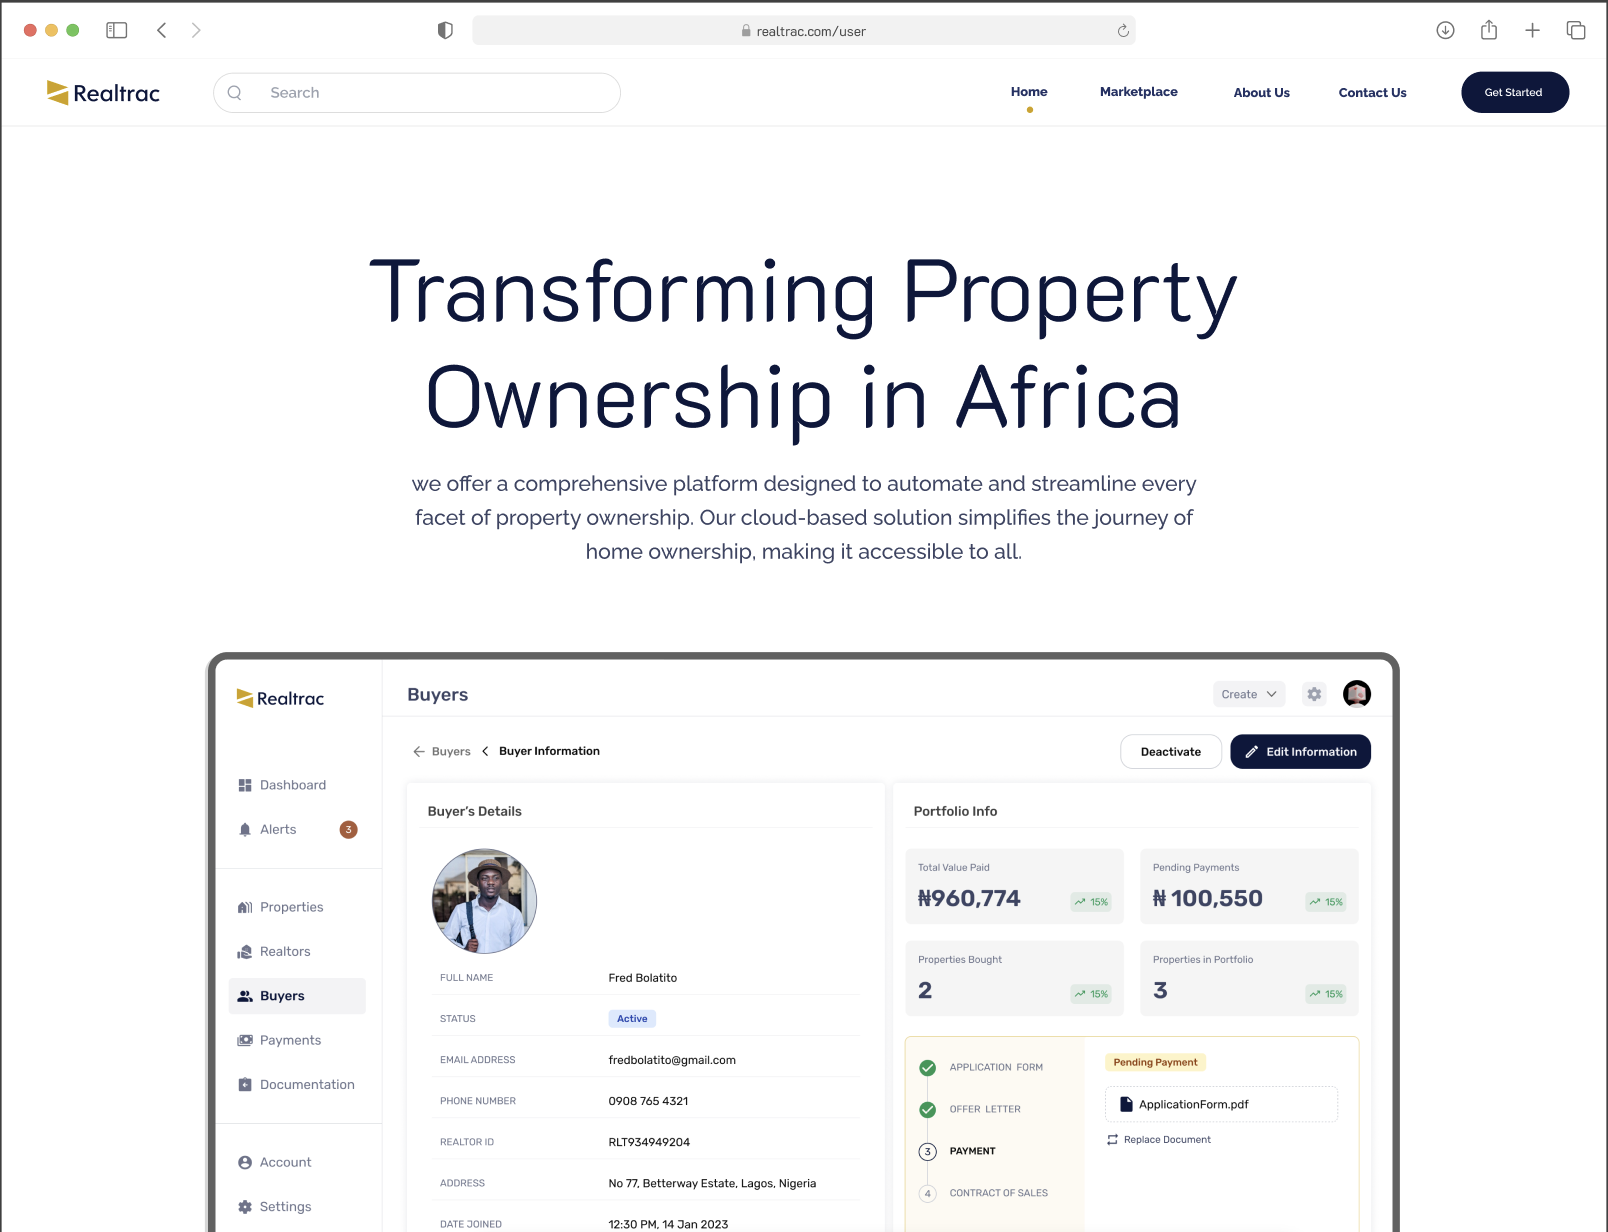 realtrac.com/user
Realtrac
Search
Home
Marketplace
About Us
Contact Us
Get Started
Transforming Property
Ownership in Africa
we offer a comprehensive platform designed to automate and streamline every
facet of property ownership. Our cloud-based solution simplifies the journey of
home ownership, making it accessible to all.
Realtrac
Dashboard
Alerts 3
Properties
Realtors
Buyers
Payments
Documentation
Account
Settings
Buyers
Create
Buyers
Buyer Information
Deactivate
Edit Information
Buyer’s Details
FULL NAME Fred Bolatito
STATUS Active
EMAIL ADDRESS fredbolatito@gmail.com
PHONE NUMBER 0908 765 4321
REALTOR ID RLT934949204
ADDRESS No 77, Betterway Estate, Lagos, Nigeria
DATE JOINED 12:30 PM, 14 Jan 2023
Portfolio Info
Total Value Paid
₦960,774 15%
Pending Payments
₦ 100,550 15%
Properties Bought
2 15%
Properties in Portfolio
3 15%
APPLICATION FORM
OFFER LETTER
3 PAYMENT
4 CONTRACT OF SALES
Pending Payment
ApplicationForm.pdf
Replace Document